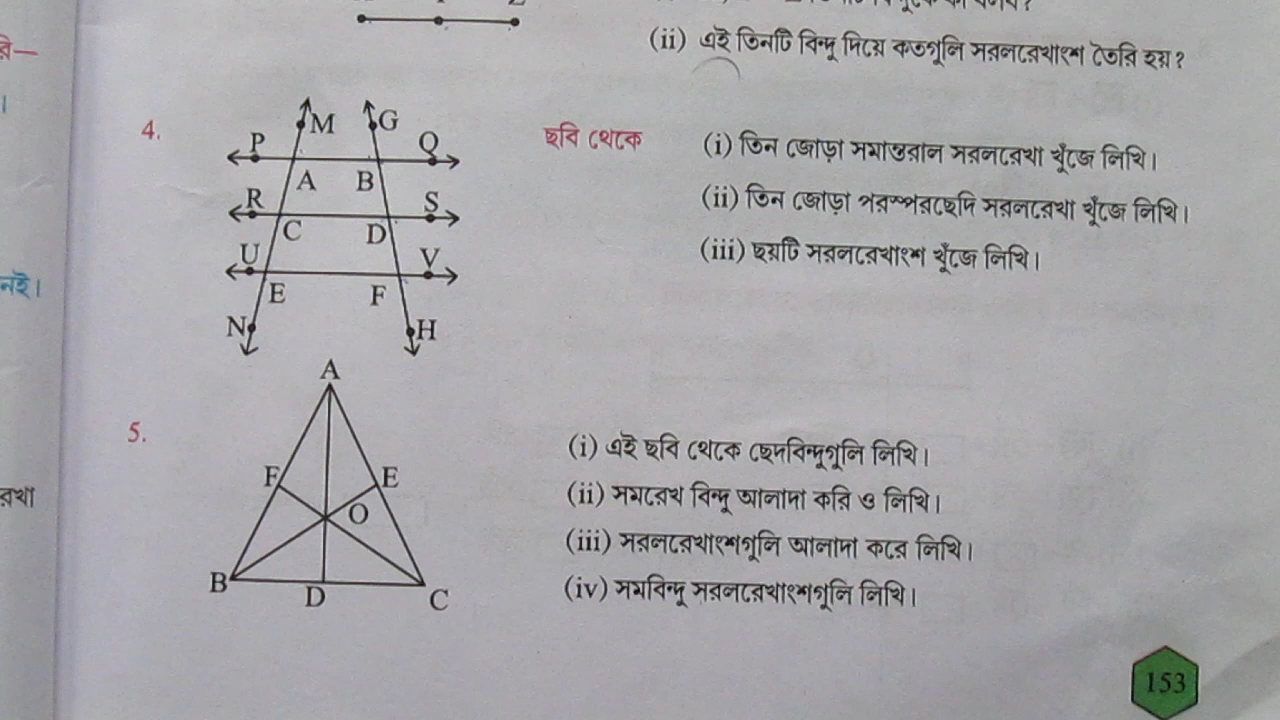 (ii) এই তিনটি বিন্দু দিয়ে কতগুলি সরলরেখাংশ তৈরি হয়?
রি—
।
4.
M G
P Q
A B
R S
C D
U V
E F
N H
ছবি থেকে
(i) তিন জোড়া সমান্তরাল সরলরেখা খুঁজে লিখি।
(ii) তিন জোড়া পরস্পরছেদি সরলরেখা খুঁজে লিখি।
(iii) ছয়টি সরলরেখাংশ খুঁজে লিখি।
নই।
রেখা
5.
A
F E
O
B D C
(i) এই ছবি থেকে ছেদবিন্দুগুলি লিখি।
(ii) সমরেখ বিন্দু আলাদা করি ও লিখি।
(iii) সরলরেখাংশগুলি আলাদা করে লিখি।
(iv) সমবিন্দু সরলরেখাংশগুলি লিখি।
153